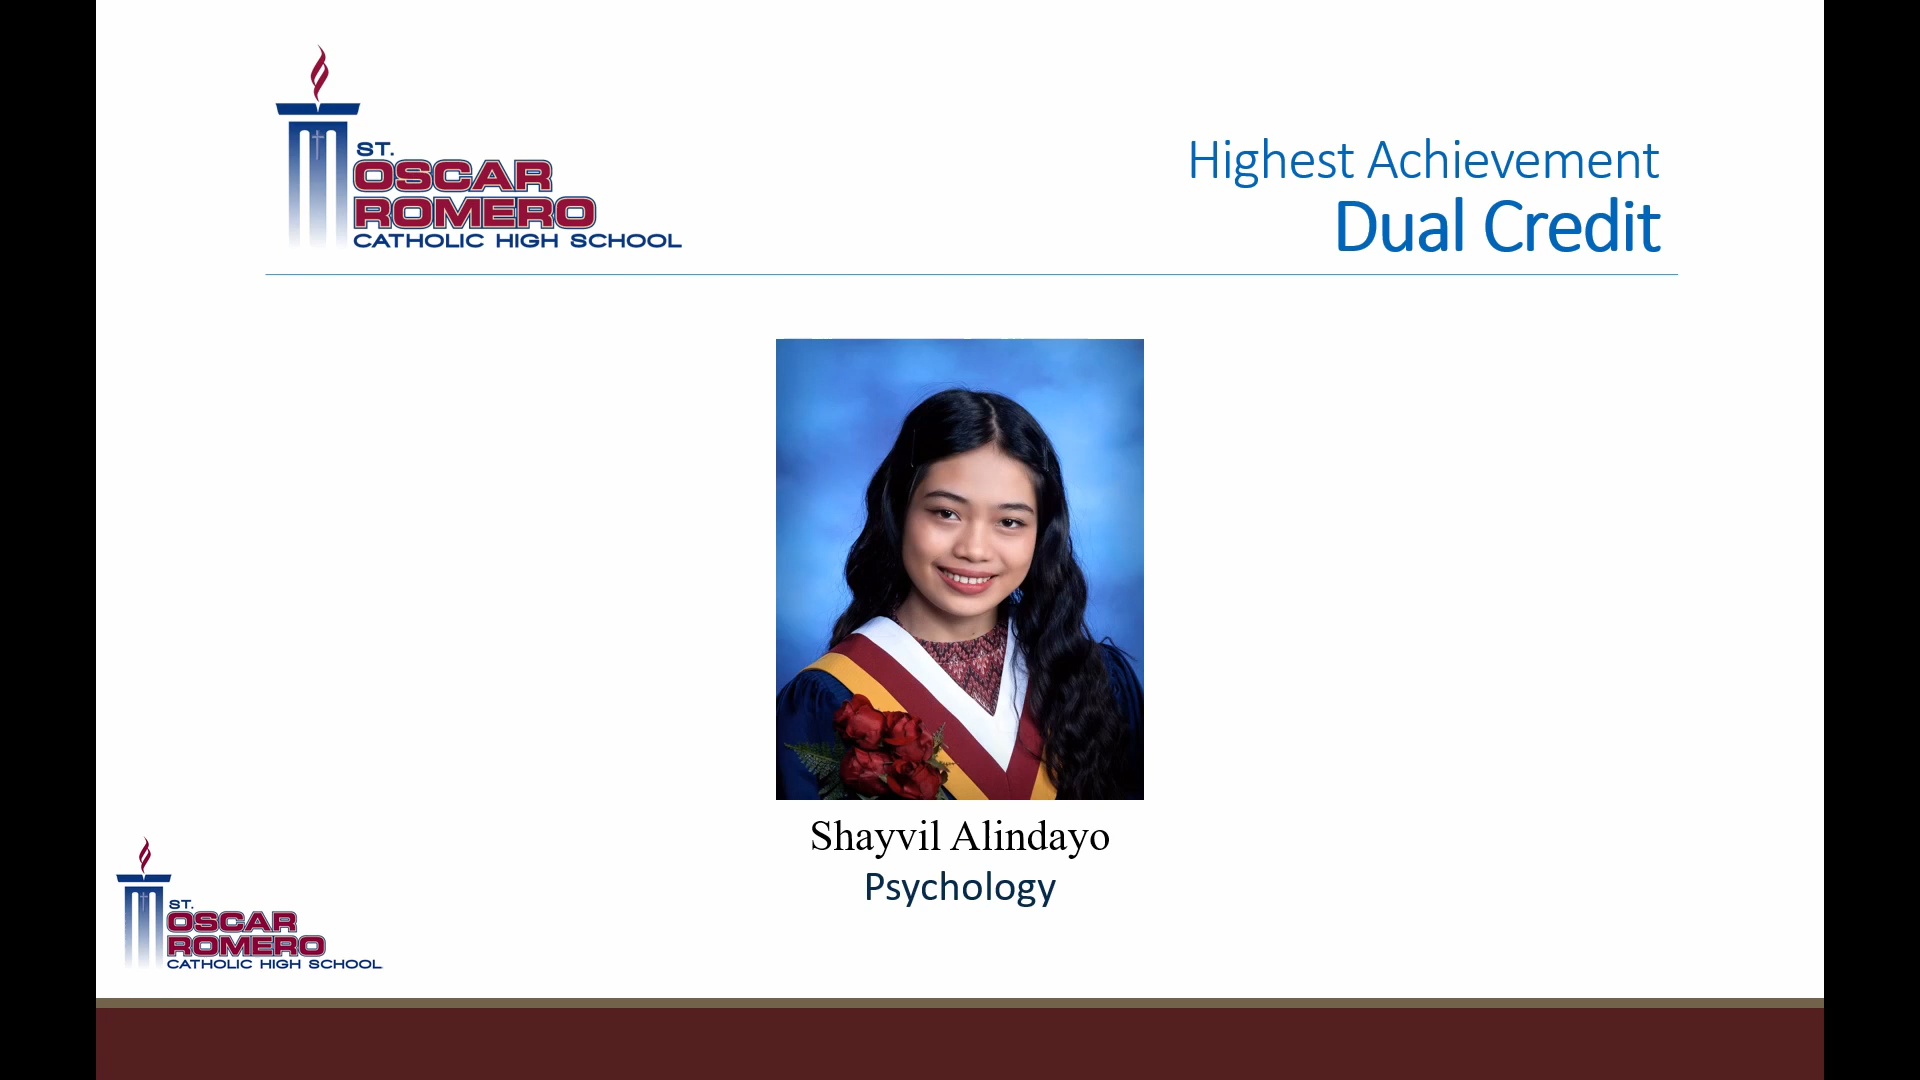 ST.
OSCAR
ROMERO
CATHOLIC HIGH SCHOOL
Highest Achievement
Dual Credit
Shayvil Alindayo
Psychology
ST.
OSCAR
ROMERO
CATHOLIC HIGH SCHOOL